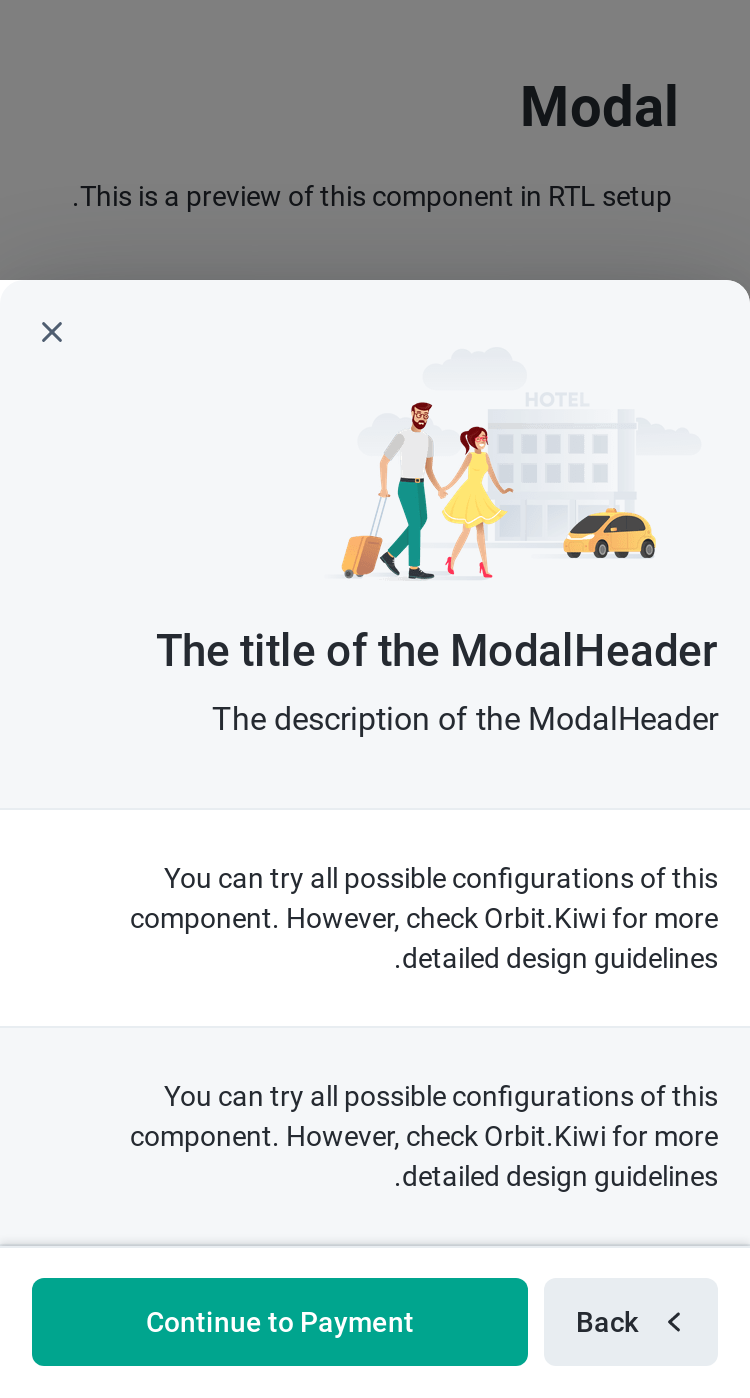 Modal
.This is a preview of this component in RTL setup
HOTEL
The title of the ModalHeader
The description of the ModalHeader
You can try all possible configurations of this
component. However, check Orbit.Kiwi for more
.detailed design guidelines
You can try all possible configurations of this
component. However, check Orbit.Kiwi for more
.detailed design guidelines
Continue to Payment
Back